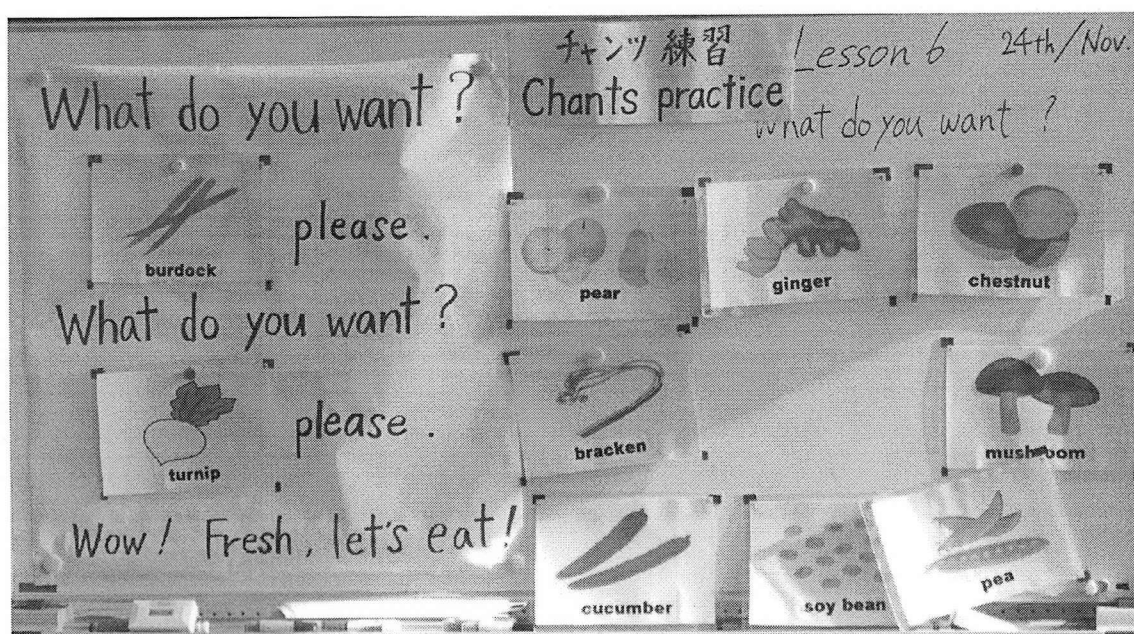 What do you want?
burdock
please.
What do you want?
turnip
please.
Wow! Fresh, let's eat!
チャンツ 練習
Chants practice
Lesson 6
24th/Nov.
What do you want?
pear
ginger
chestnut
bracken
mushroom
cucumber
soy bean
pea